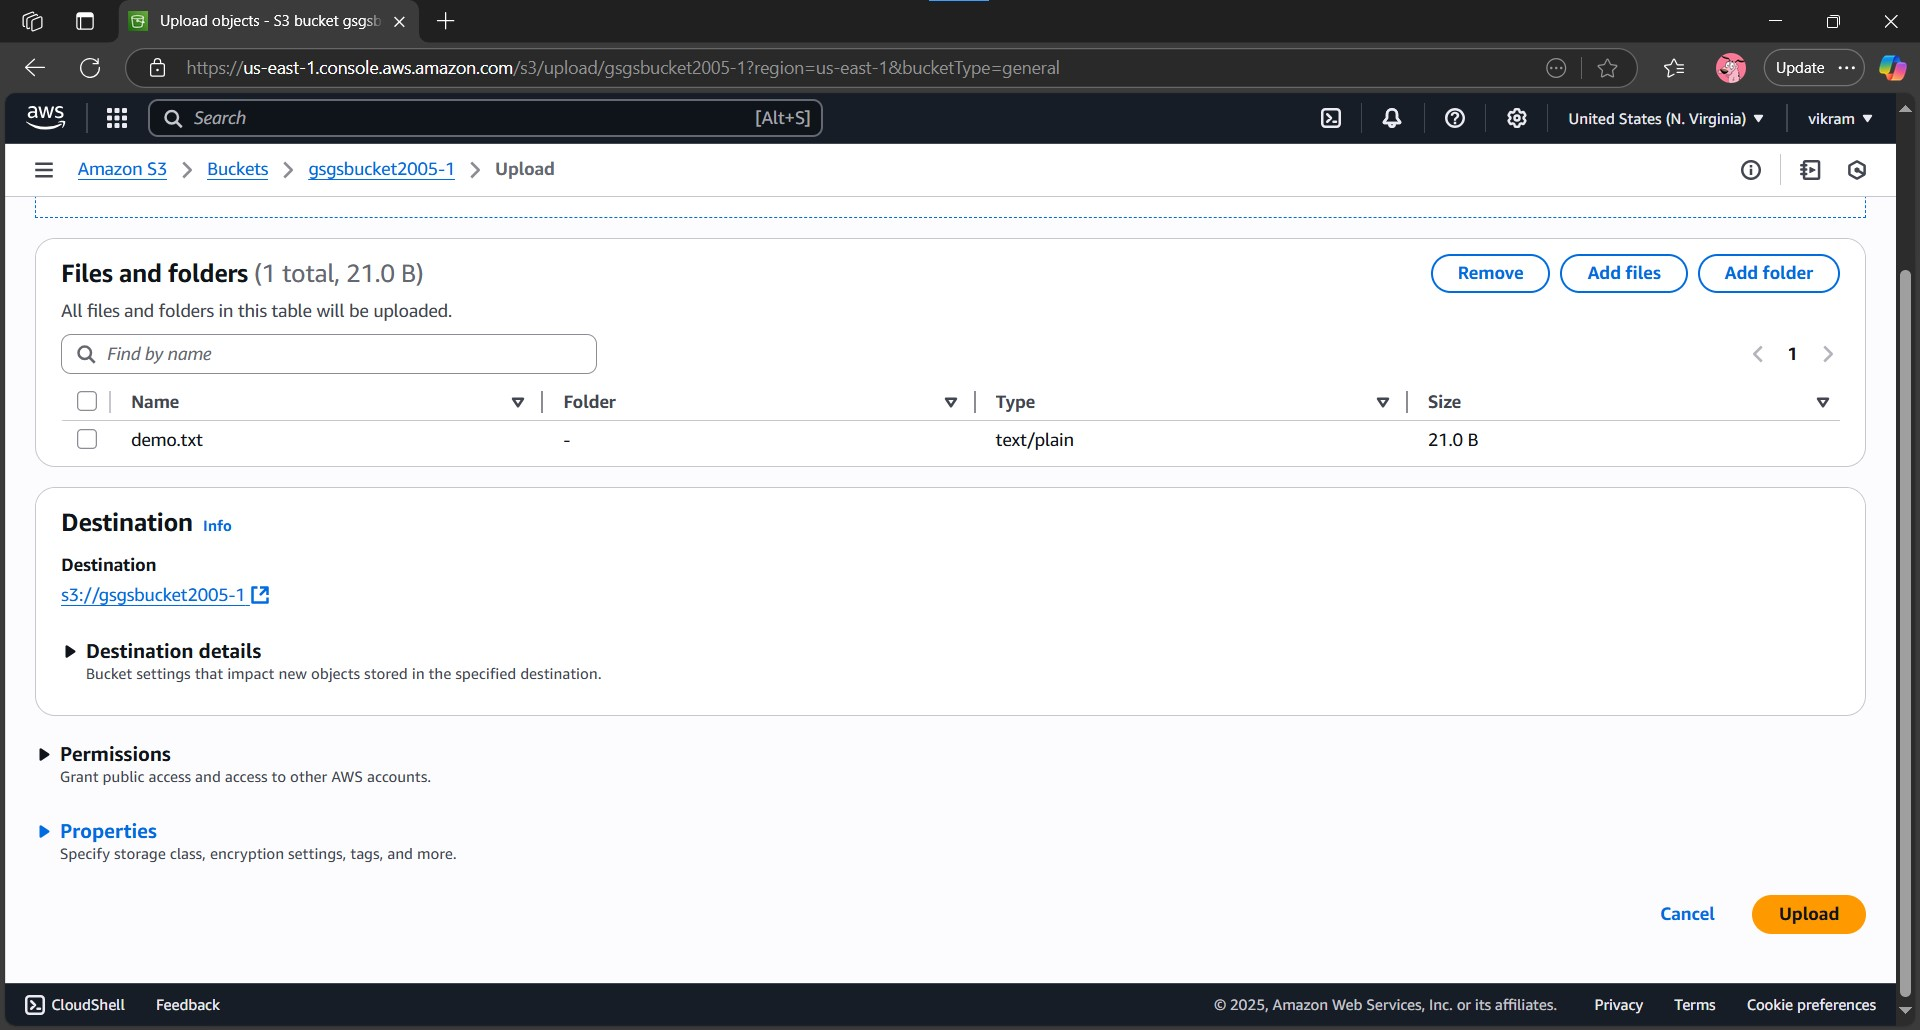 Upload objects - S3 bucket gsgsb
https://us-east-1.console.aws.amazon.com/s3/upload/gsgsbucket2005-1?region=us-east-1&bucketType=general
Update
aws
Search
[Alt+S]
United States (N. Virginia)
vikram
Amazon S3
Buckets
gsgsbucket2005-1
Upload
Files and folders (1 total, 21.0 B)
Remove
Add files
Add folder
All files and folders in this table will be uploaded.
Find by name
1
Name
Folder
Type
Size
demo.txt
-
text/plain
21.0 B
Destination Info
Destination
s3://gsgsbucket2005-1
Destination details
Bucket settings that impact new objects stored in the specified destination.
Permissions
Grant public access and access to other AWS accounts.
Properties
Specify storage class, encryption settings, tags, and more.
Cancel
Upload
CloudShell
Feedback
© 2025, Amazon Web Services, Inc. or its affiliates.
Privacy
Terms
Cookie preferences